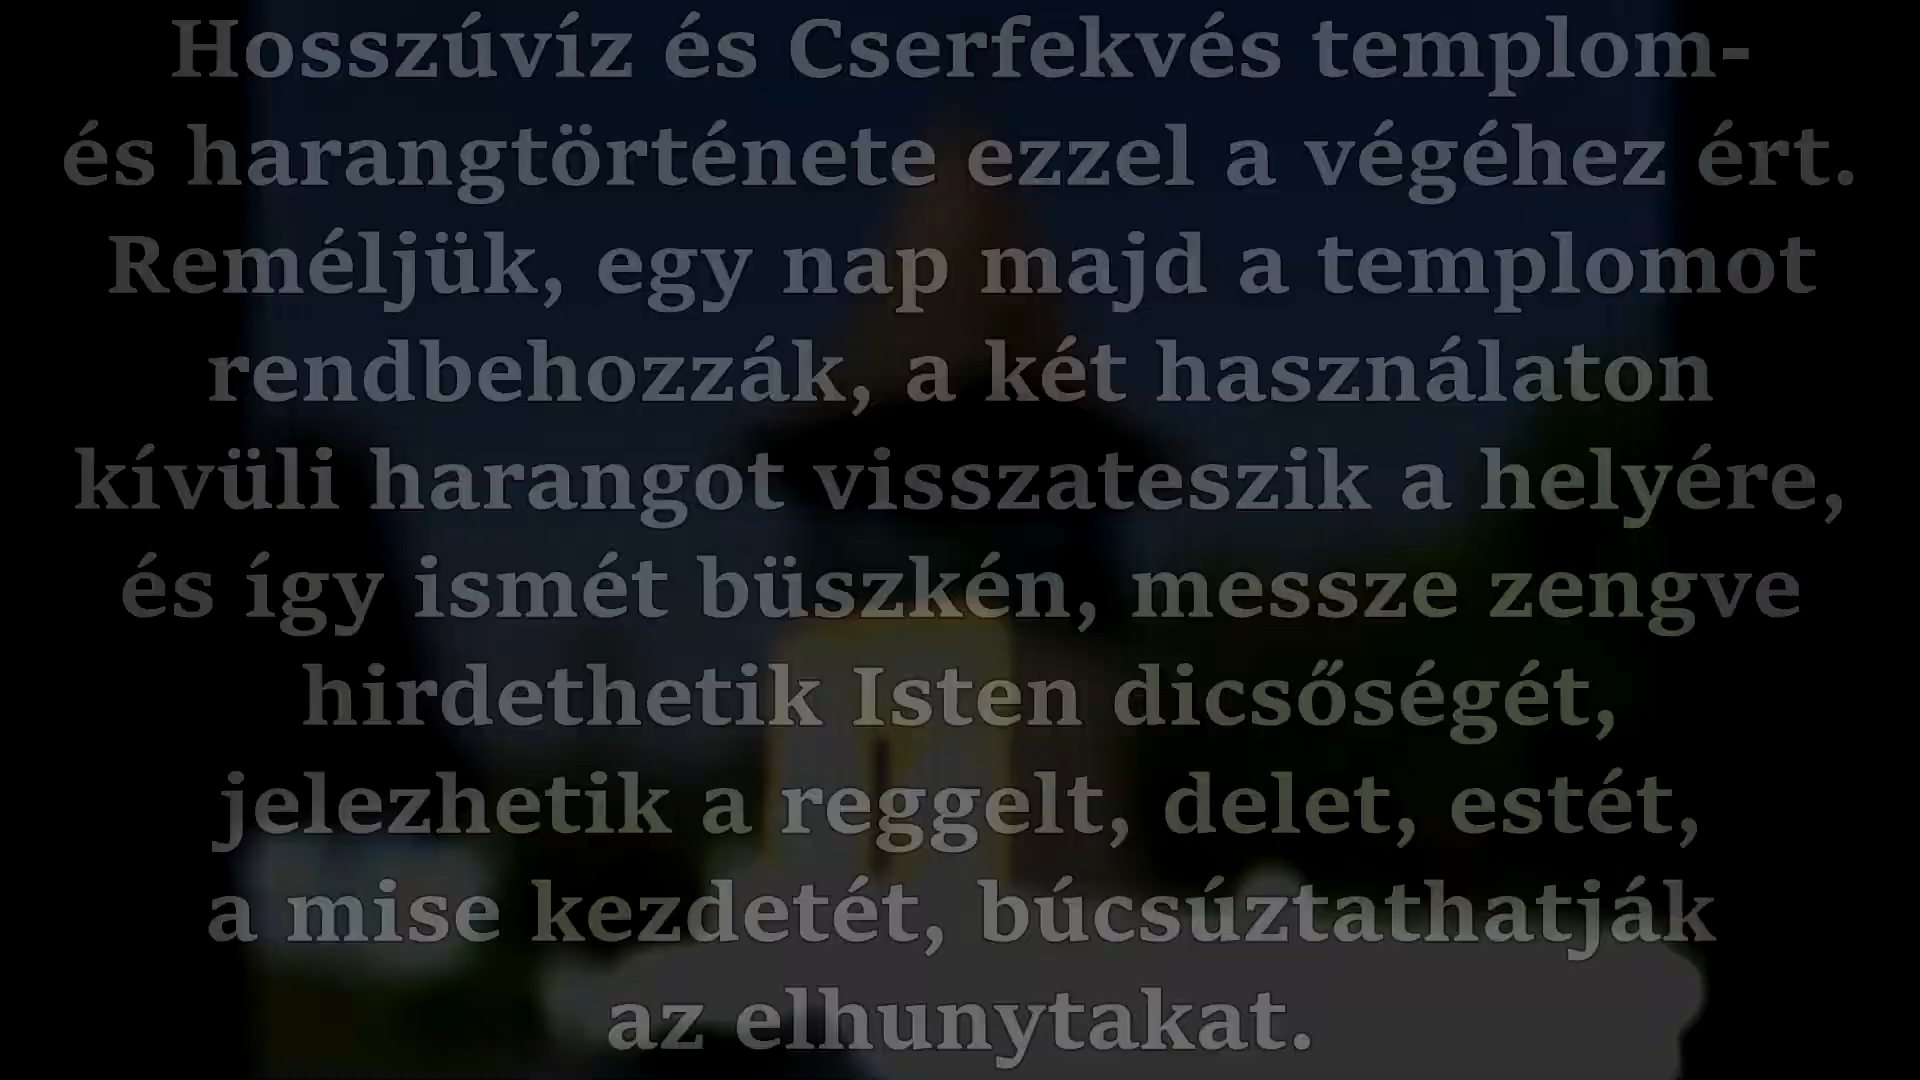 Hosszúvíz és Cserfekvés templom-
és harangtörténete ezzel a végéhez ért.
Reméljük, egy nap majd a templomot
rendbehozzák, a két használaton
kívüli harangot visszateszik a helyére,
és így ismét büszkén, messze zengve
hirdethetik Isten dicsőségét,
jelezhetik a reggelt, delet, estét,
a mise kezdetét, búcsúztathatják
az elhunytakat.